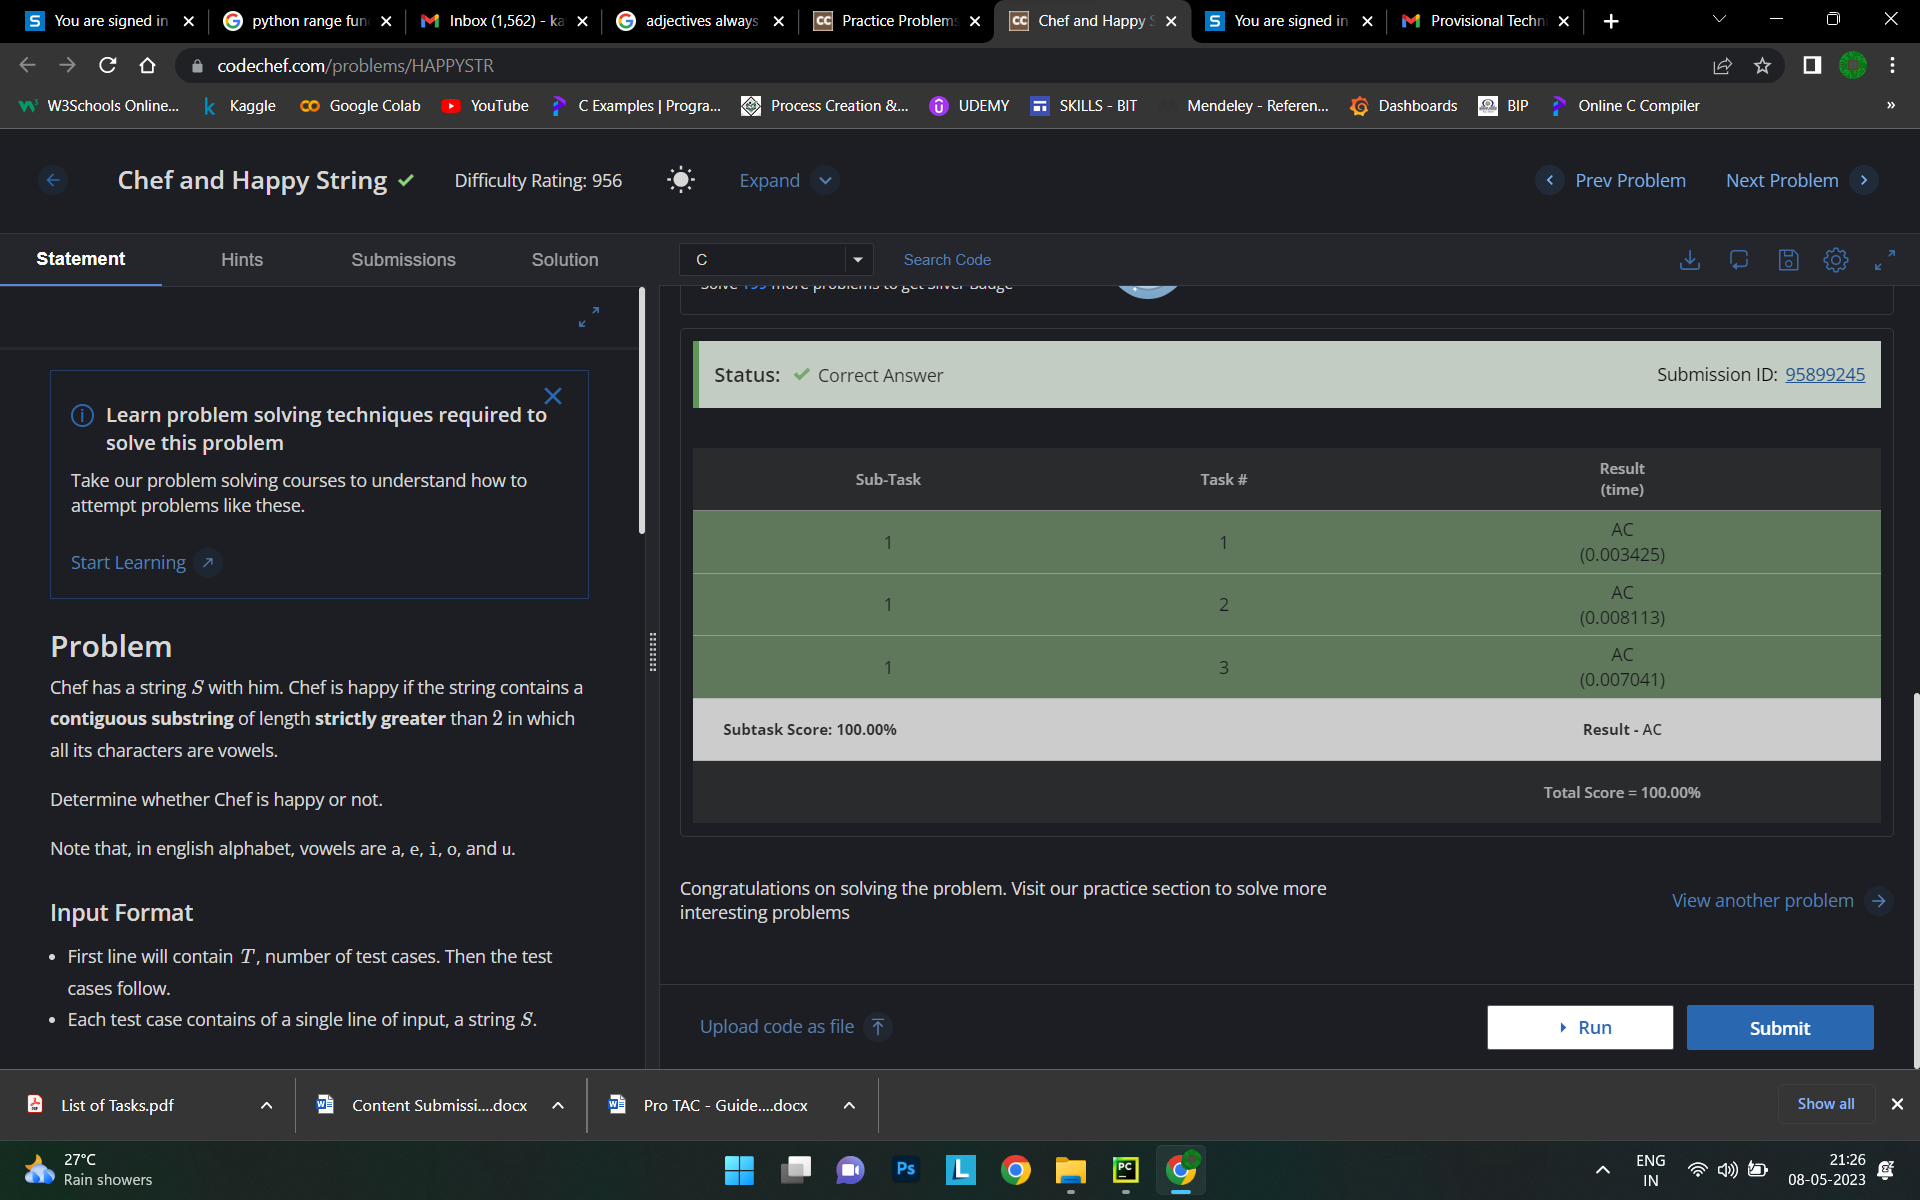 You are signed in
python range fun
Inbox (1,562) - ka
adjectives always
Practice Problems
Chef and Happy S
You are signed in
Provisional Techni
codechef.com/problems/HAPPYSTR
W3Schools Online...
Kaggle
Google Colab
YouTube
C Examples | Progra...
Process Creation &...
UDEMY
SKILLS - BIT
Mendeley - Referen...
Dashboards
BIP
Online C Compiler
»
Chef and Happy String
Difficulty Rating: 956
Expand
Prev Problem
Next Problem
Statement
Hints
Submissions
Solution
C
Search Code
Solve 199 more problems to get Silver Badge
Learn problem solving techniques required to
solve this problem
Take our problem solving courses to understand how to
attempt problems like these.
Start Learning
Problem
Chef has a string S with him. Chef is happy if the string contains a
contiguous substring of length strictly greater than 2 in which
all its characters are vowels.
Determine whether Chef is happy or not.
Note that, in english alphabet, vowels are a, e, i, o, and u.
Input Format
• First line will contain T, number of test cases. Then the test
cases follow.
• Each test case contains of a single line of input, a string S.
Status: Correct Answer
Submission ID: 95899245
Sub-Task Task # Result
(time)
1 1 AC
(0.003425)
1 2 AC
(0.008113)
1 3 AC
(0.007041)
Subtask Score: 100.00% Result - AC
Total Score = 100.00%
Congratulations on solving the problem. Visit our practice section to solve more
interesting problems
View another problem
Upload code as file
Run
Submit
List of Tasks.pdf
Content Submissi....docx
Pro TAC - Guide....docx
Show all
27°C
Rain showers
Ps
L
PC
ENG
IN
21:26
08-05-2023